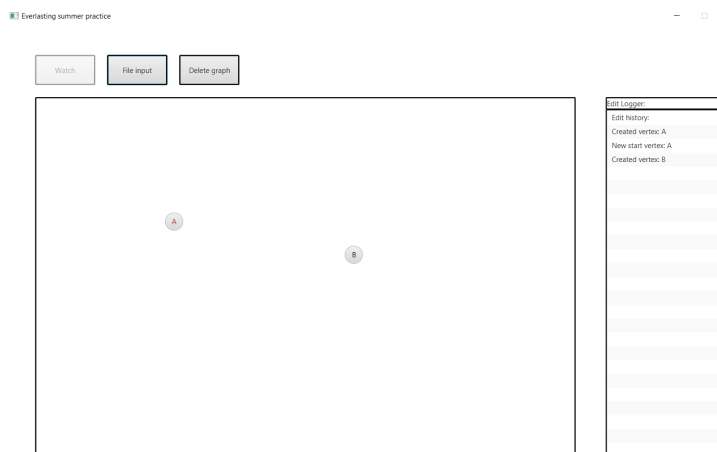 Everlasting summer practice
Watch
File input
Delete graph
Edit Logger:
Edit history:
Created vertex: A
New start vertex: A
Created vertex: B
A
B